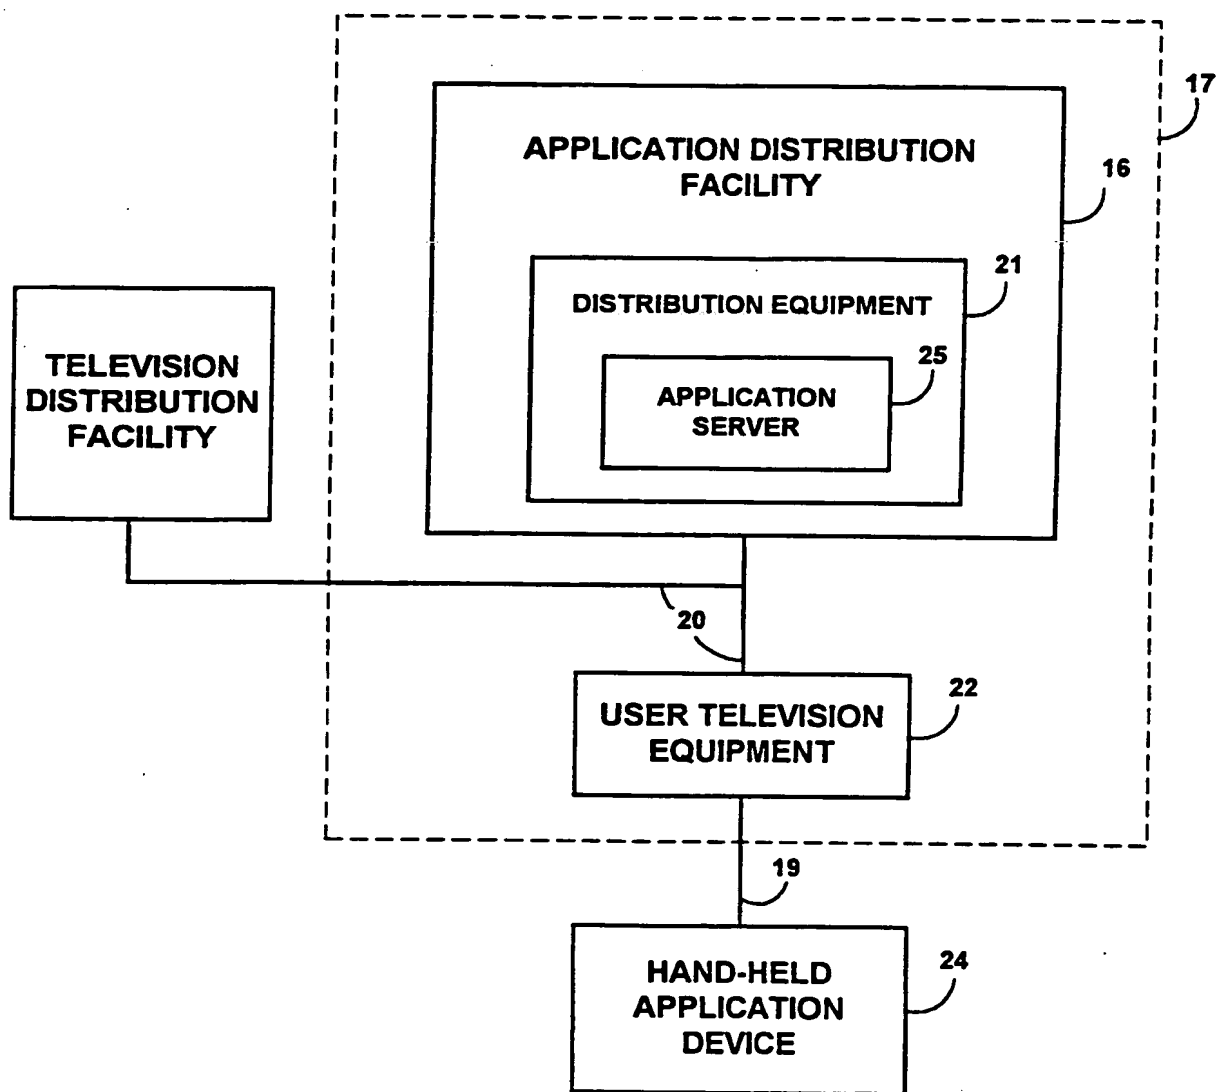 17
APPLICATION DISTRIBUTION
FACILITY
16
21
DISTRIBUTION EQUIPMENT
25
APPLICATION
SERVER
TELEVISION
DISTRIBUTION
FACILITY
20
USER TELEVISION
EQUIPMENT
22
19
HAND-HELD
APPLICATION
DEVICE
24